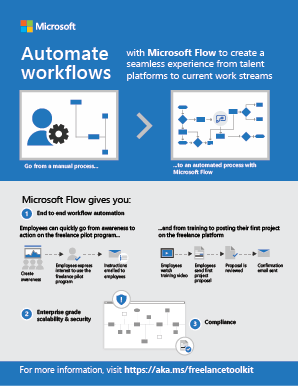 Microsoft
Automate
workflows
with Microsoft Flow to create a
seamless experience from talent
platforms to current work streams
Go from a manual process...
...to an automated process with
Microsoft Flow
Microsoft Flow gives you:
1 End to end workflow automation
Employees can quickly go from awareness to
action on the freelance pilot program...
Create
awareness
Employees express
interest to use the
freelance pilot
program
Instructions
emailed to
employees
...and from training to posting their first project
on the freelance platform
Employees
watch
training video
Employees
send first
project
proposal
Proposal is
reviewed
Confirmation
email sent
2 Enterprise grade
scalability & security
3 Compliance
For more information, visit https://aka.ms/freelancetoolkit